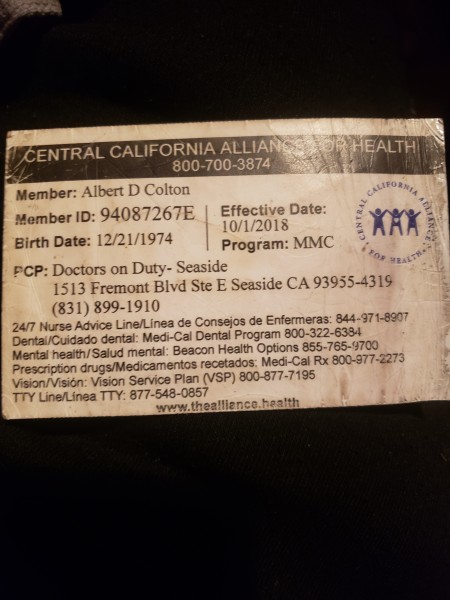 CENTRAL CALIFORNIA ALLIANCE FOR HEALTH
800-700-3874
Member: Albert D Colton
Member ID: 94087267E
Birth Date: 12/21/1974
Effective Date:
10/1/2018
Program: MMC
CENTRAL CALIFORNIA ALLIANCE
FOR HEALTH
PCP: Doctors on Duty- Seaside
1513 Fremont Blvd Ste E Seaside CA 93955-4319
(831) 899-1910
24/7 Nurse Advice Line/Línea de Consejos de Enfermeras: 844-971-8907
Dental/Cuidado dental: Medi-Cal Dental Program 800-322-6384
Mental health/Salud mental: Beacon Health Options 855-765-9700
Prescription drugs/Medicamentos recetados: Medi-Cal Rx 800-977-2273
Vision/Visión: Vision Service Plan (VSP) 800-877-7195
TTY Line/Línea TTY: 877-548-0857
www.thealliance.health